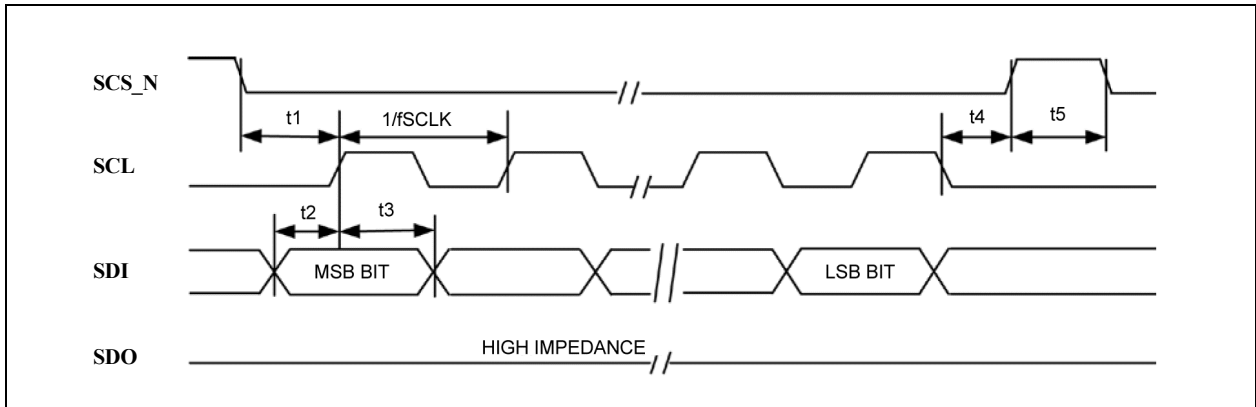 SCS_N
t1
1/fSCLK
t4
t5
SCL
t2
t3
SDI
MSB BIT
LSB BIT
SDO
HIGH IMPEDANCE